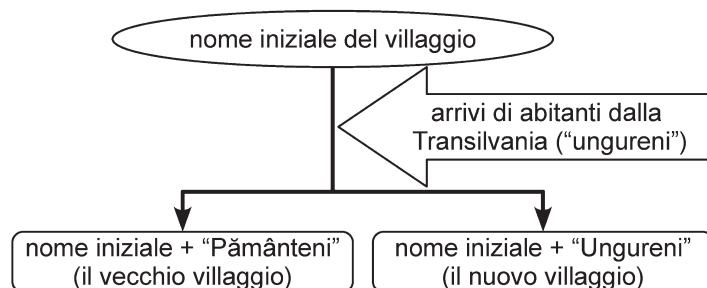 nome iniziale del villaggio
arrivi di abitanti dalla
Transilvania (“ungureni”)
nome iniziale + “Pământeni”
(il vecchio villaggio)
nome iniziale + “Ungureni”
(il nuovo villaggio)